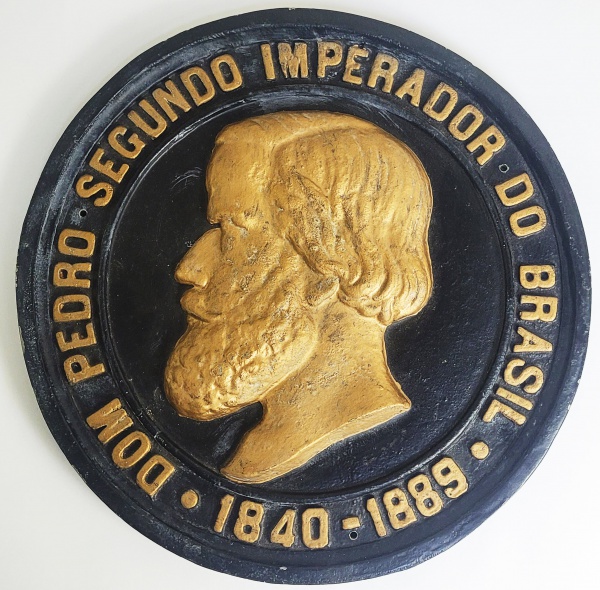 DOM PEDRO SEGUNDO IMPERADOR DO BRASIL
• 1840-1889 •